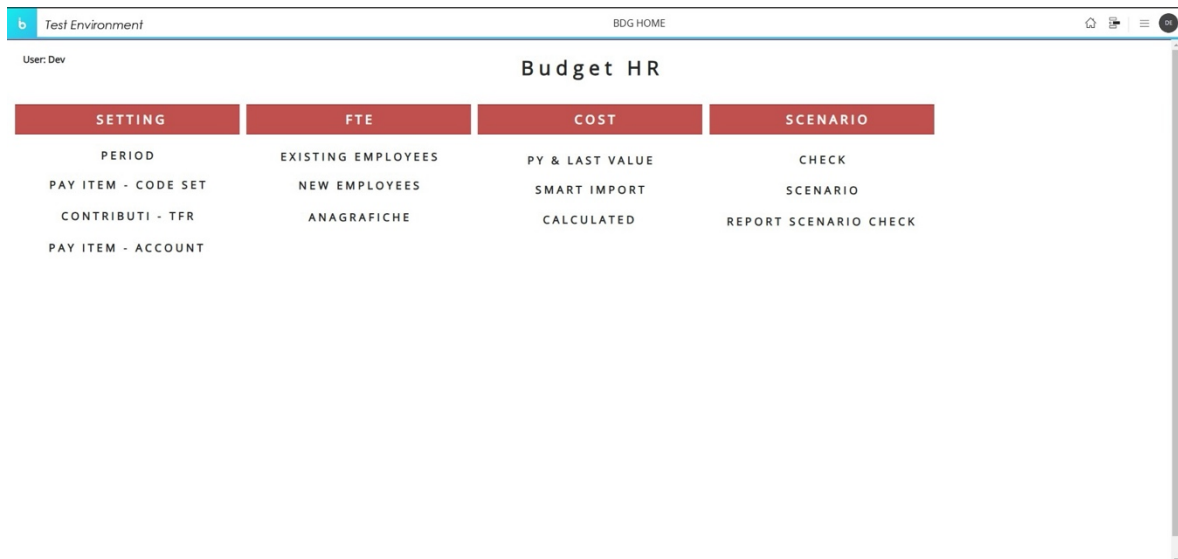 b Test Environment BDG HOME DE
User: Dev
Budget HR
SETTING FTE COST SCENARIO
PERIOD EXISTING EMPLOYEES PY & LAST VALUE CHECK
PAY ITEM - CODE SET NEW EMPLOYEES SMART IMPORT SCENARIO
CONTRIBUTI - TFR ANAGRAFICHE CALCULATED REPORT SCENARIO CHECK
PAY ITEM - ACCOUNT